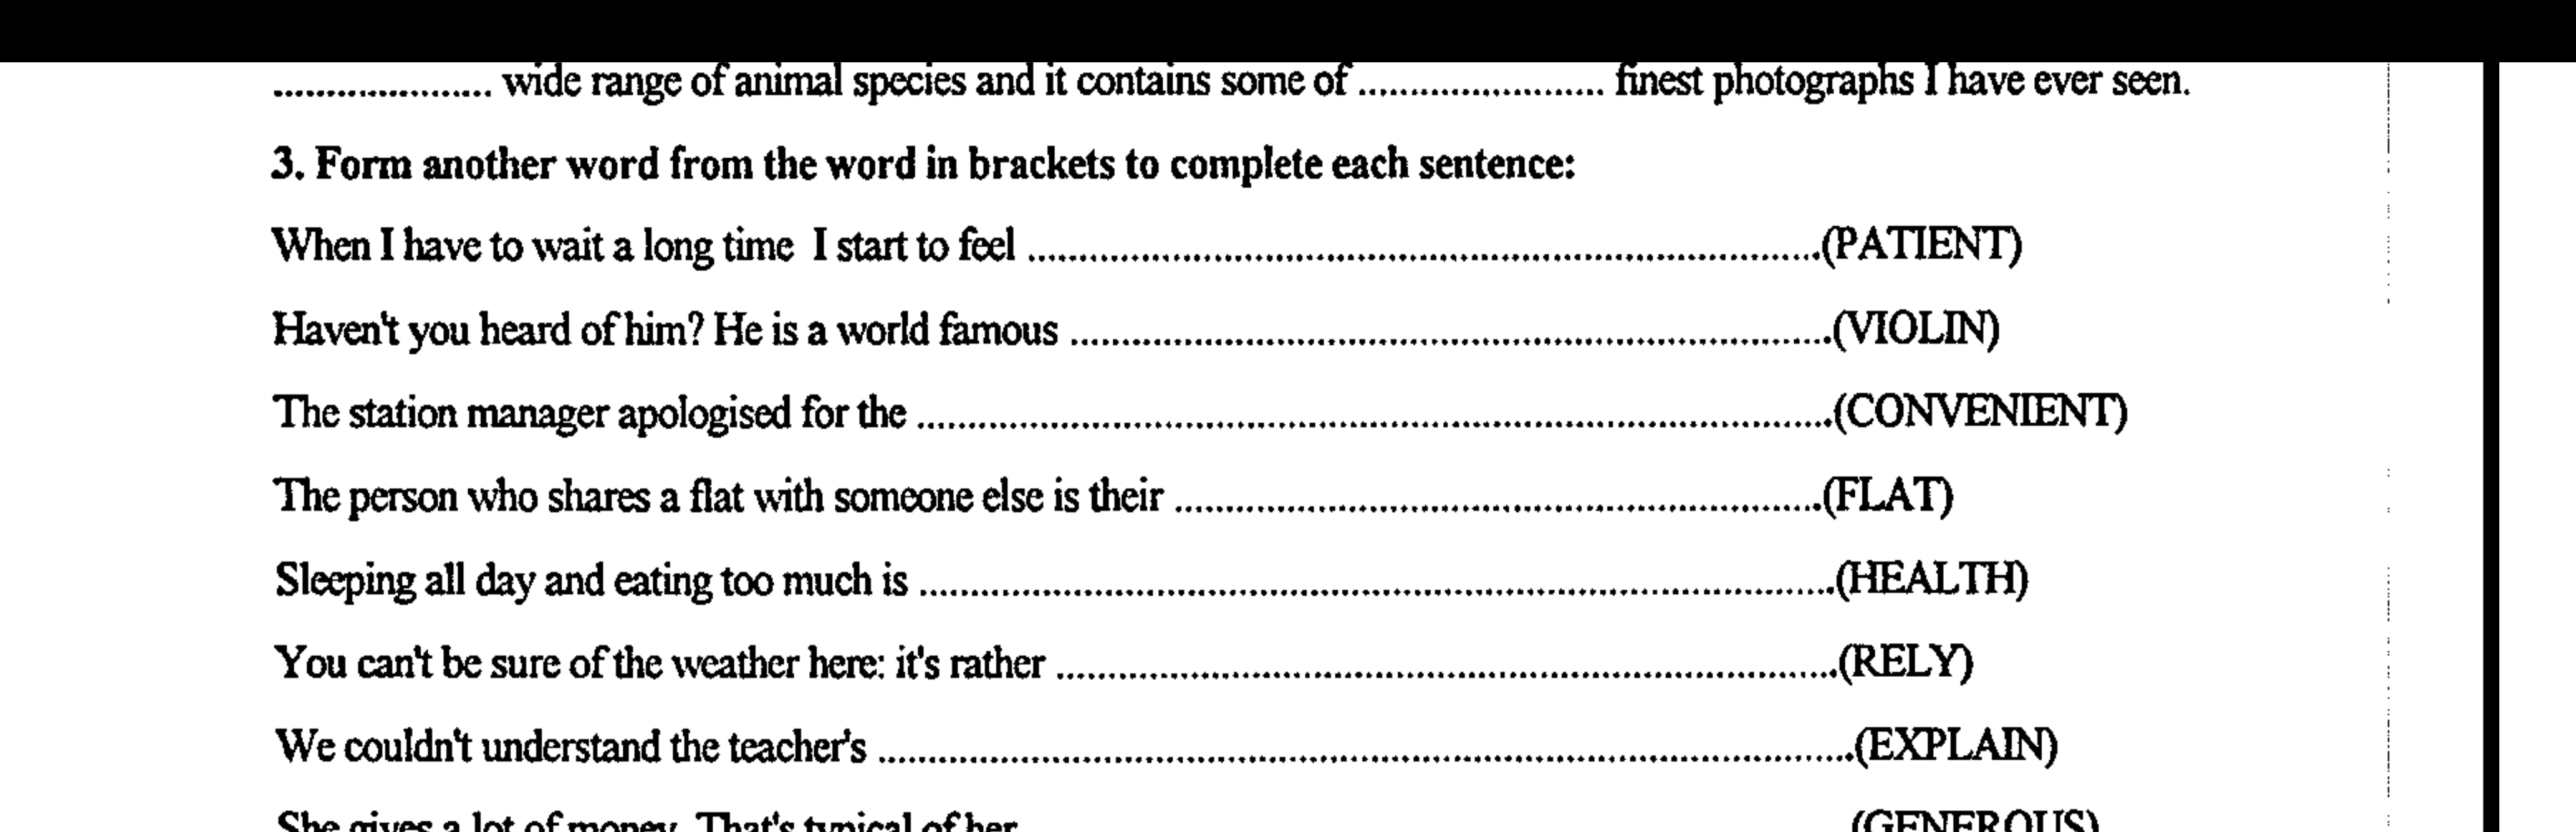 .................... wide range of animal species and it contains some of ....................... finest photographs I have ever seen.
3. Form another word from the word in brackets to complete each sentence:
When I have to wait a long time I start to feel ..............................................................................(PATIENT)
Haven't you heard of him? He is a world famous ...........................................................................(VIOLIN)
The station manager apologised for the ..........................................................................................(CONVENIENT)
The person who shares a flat with someone else is their ................................................................(FLAT)
Sleeping all day and eating too much is ..........................................................................................(HEALTH)
You can't be sure of the weather here: it's rather .............................................................................(RELY)
We couldn't understand the teacher's ................................................................................................(EXPLAIN)
She gives a lot of money. That's typical of her (GENEROUS)